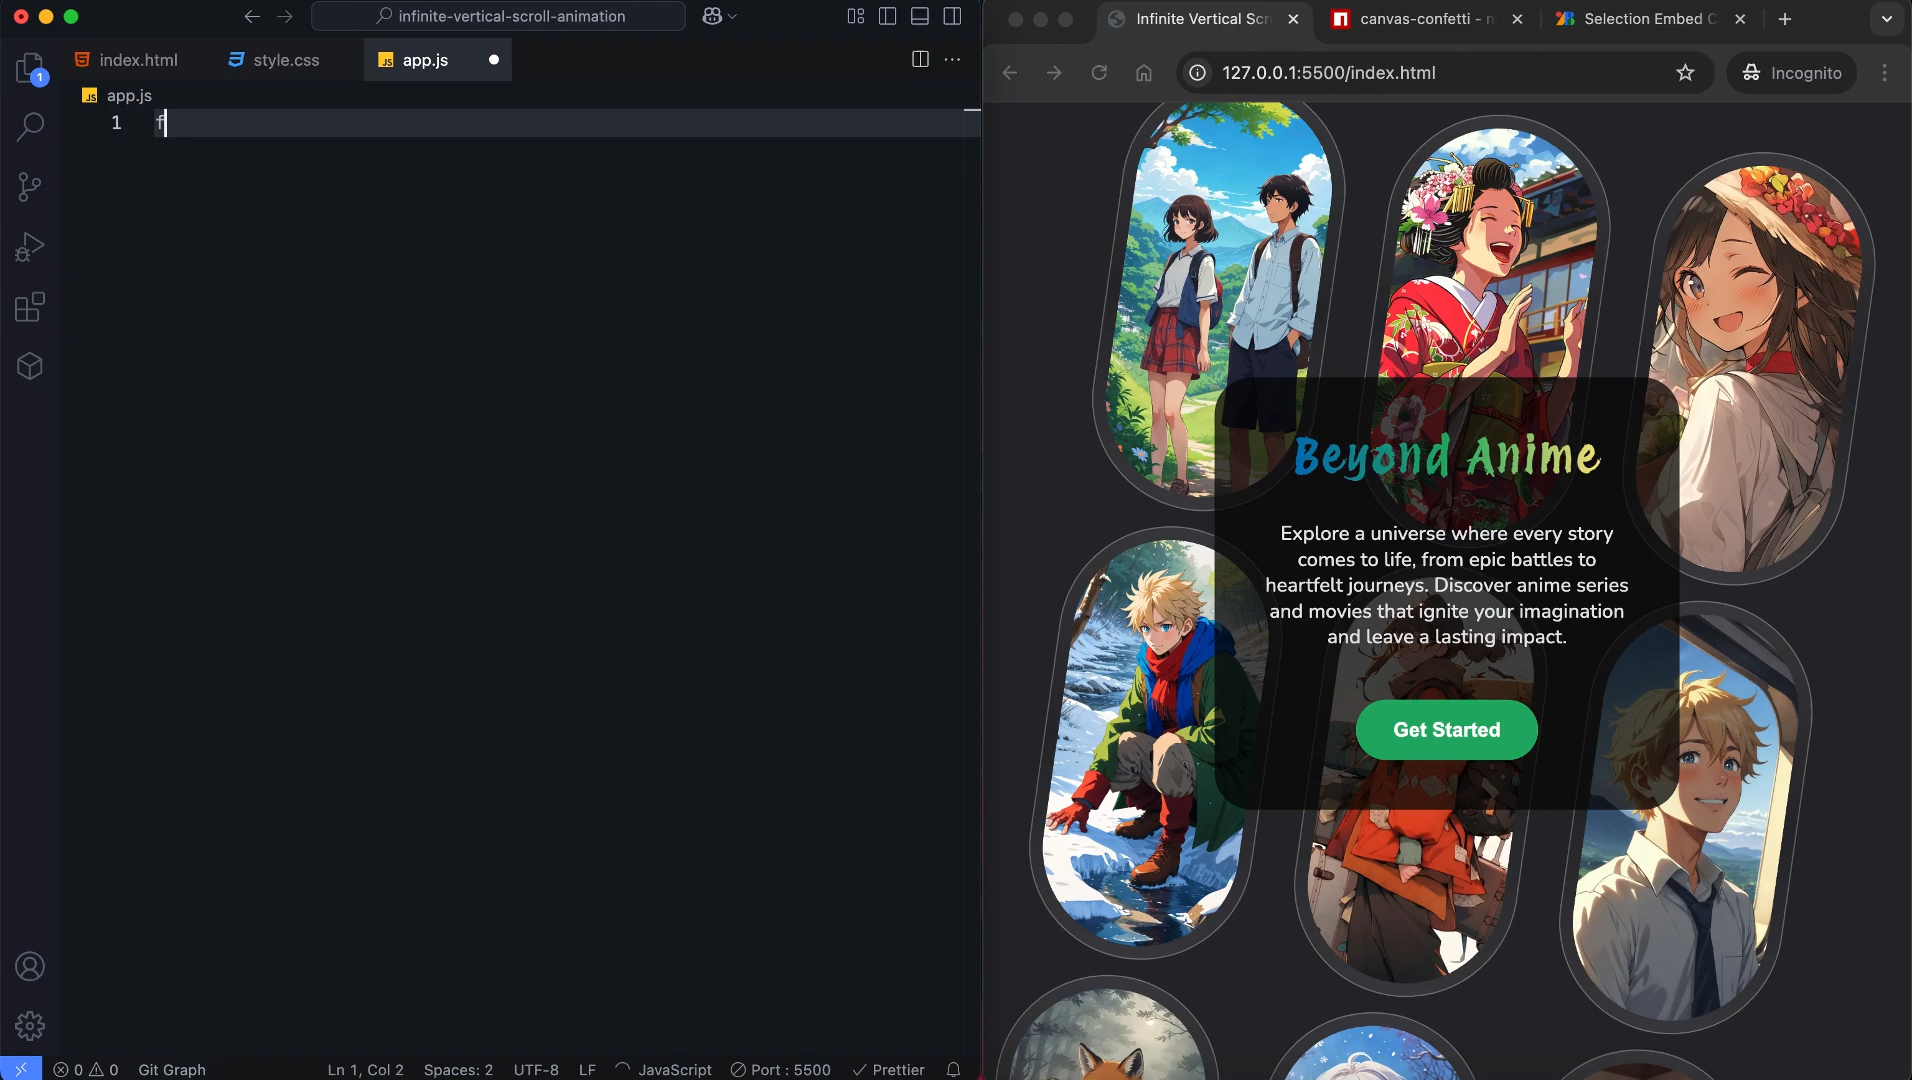 infinite-vertical-scroll-animation
index.html
style.css
app.js
1
JS app.js
1 f
0 0
Git Graph
Ln 1, Col 2
Spaces: 2
UTF-8
LF
JavaScript
Port : 5500
Prettier
Infinite Vertical Scr
canvas-confetti - n
Selection Embed C
127.0.0.1:5500/index.html
Incognito
Beyond Anime
Explore a universe where every story
comes to life, from epic battles to
heartfelt journeys. Discover anime series
and movies that ignite your imagination
and leave a lasting impact.
Get Started